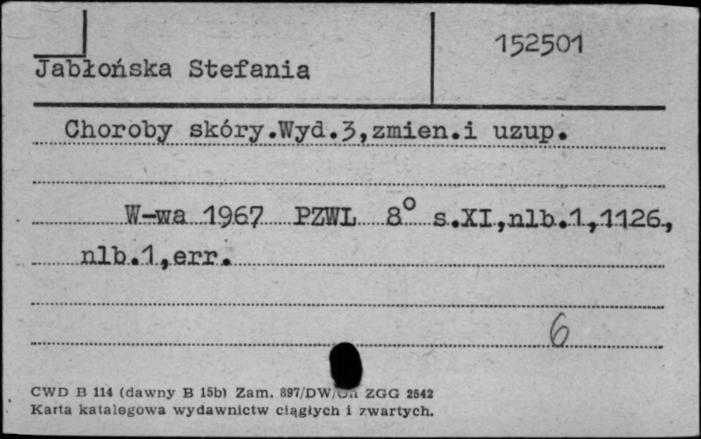 152501
Jabłońska Stefania
Choroby skóry.Wyd.3,zmien.i uzup.
W-wa 1967 PZWL 8° s.XI,nlb.1,1126,
nlb.1,err.
6
CWD B 114 (dawny B 15b) Zam. 897/DW/ ZGG 2542
Karta katalogowa wydawnictw ciągłych i zwartych.